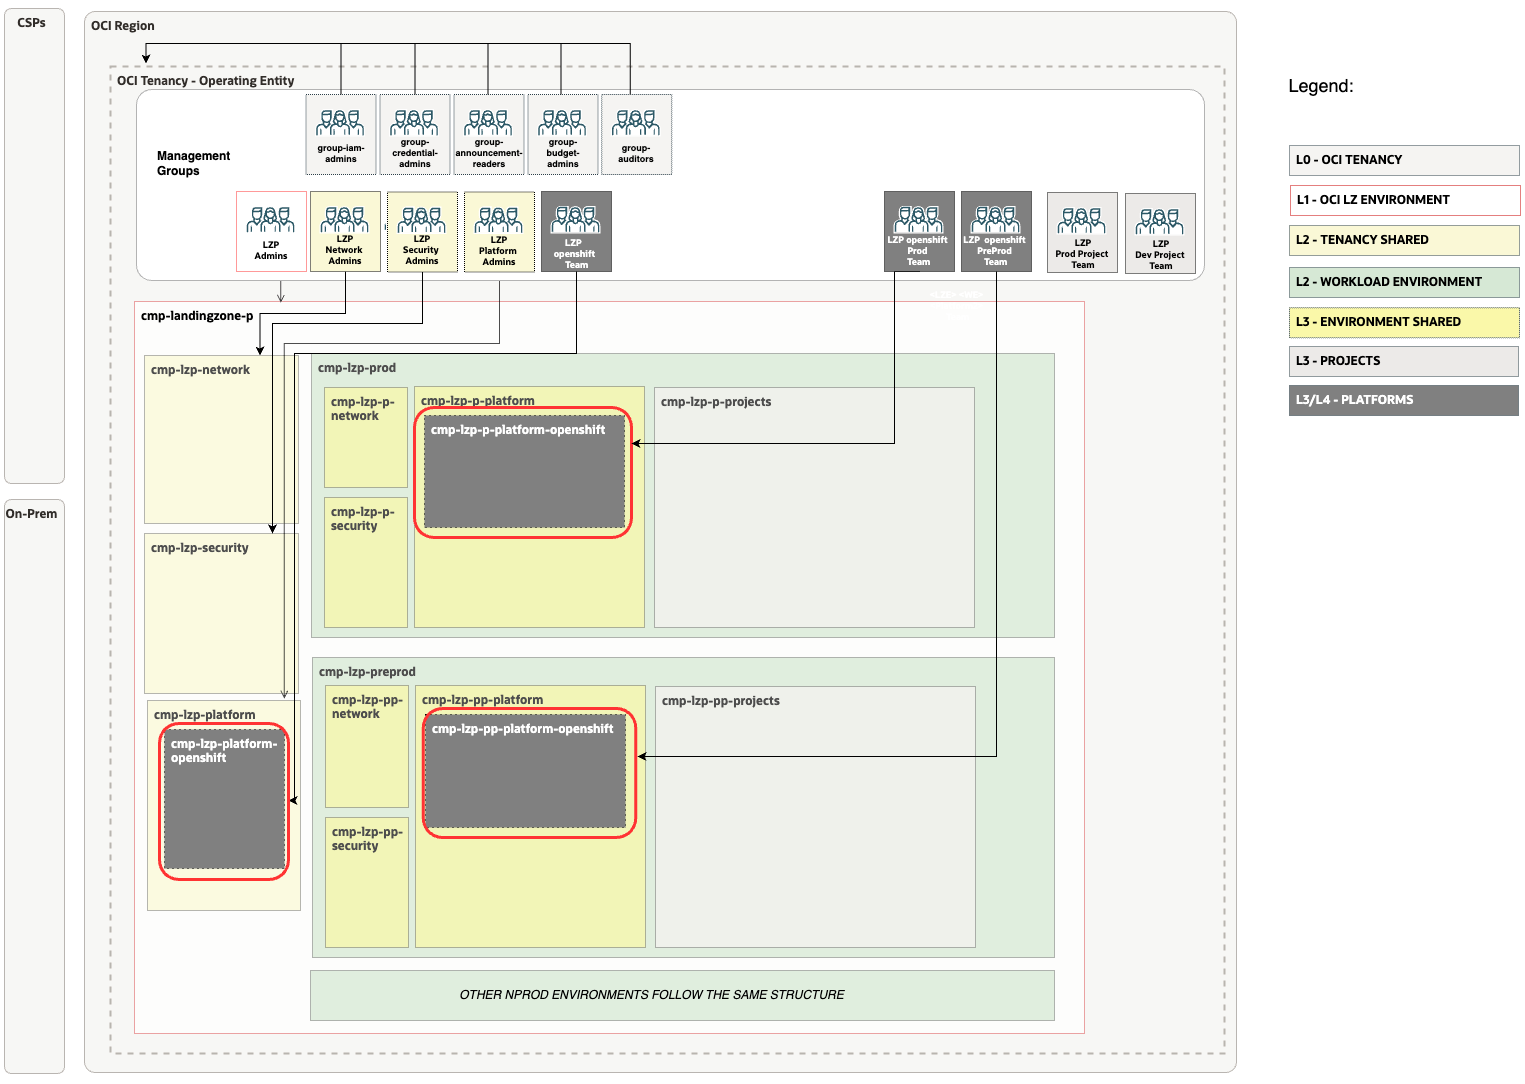 CSPs
On-Prem
OCI Region
OCI Tenancy - Operating Entity
Management
Groups
group-iam-
admins
group-
credential-
admins
group-
announcement-
readers
group-
budget-
admins
group-
auditors
LZP
Admins
LZP
Network
Admins
LZP
Security
Admins
LZP
Platform
Admins
LZP
openshift
Team
LZP openshift
Prod
Team
LZP openshift
PreProd
Team
LZP
Prod Project
Team
LZP
Dev Project
Team
cmp-landingzone-p
cmp-lzp-network
cmp-lzp-security
cmp-lzp-platform
cmp-lzp-platform-
openshift
cmp-lzp-prod
cmp-lzp-p-
network
cmp-lzp-p-
security
cmp-lzp-p-platform
cmp-lzp-p-platform-openshift
cmp-lzp-p-projects
cmp-lzp-preprod
cmp-lzp-pp-
network
cmp-lzp-pp-
security
cmp-lzp-pp-platform
cmp-lzp-pp-platform-openshift
cmp-lzp-pp-projects
OTHER NPROD ENVIRONMENTS FOLLOW THE SAME STRUCTURE
Legend:
L0 - OCI TENANCY
L1 - OCI LZ ENVIRONMENT
L2 - TENANCY SHARED
L2 - WORKLOAD ENVIRONMENT
L3 - ENVIRONMENT SHARED
L3 - PROJECTS
L3/L4 - PLATFORMS